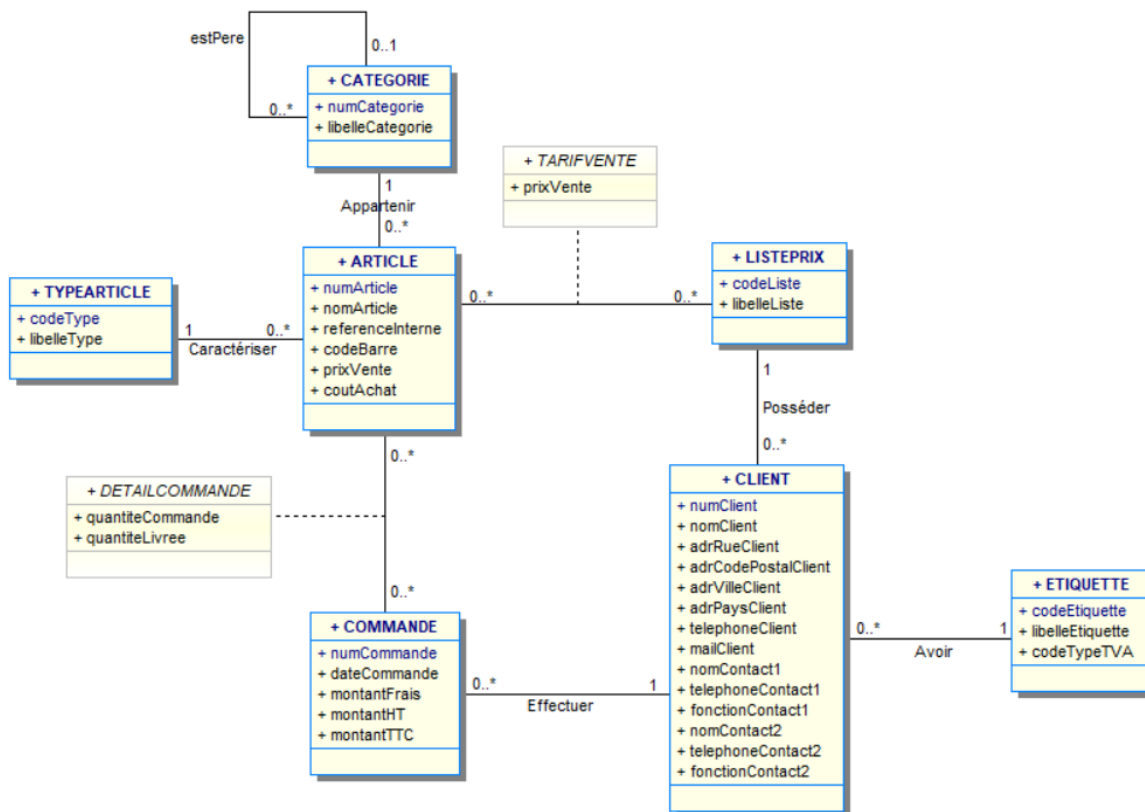 estPere
0..1
0..*
+ CATEGORIE
+ numCategorie
+ libelleCategorie
1
Appartenir
0..*
+ TARIFVENTE
+ prixVente
+ TYPEARTICLE
+ codeType
+ libelleType
1
0..*
Caractériser
+ ARTICLE
+ numArticle
+ nomArticle
+ referenceInterne
+ codeBarre
+ prixVente
+ coutAchat
0..*
0..*
+ LISTEPRIX
+ codeListe
+ libelleListe
1
Posséder
0..*
0..*
+ DETAILCOMMANDE
+ quantiteCommande
+ quantiteLivree
0..*
+ COMMANDE
+ numCommande
+ dateCommande
+ montantFrais
+ montantHT
+ montantTTC
0..*
1
Effectuer
+ CLIENT
+ numClient
+ nomClient
+ adrRueClient
+ adrCodePostalClient
+ adrVilleClient
+ adrPaysClient
+ telephoneClient
+ mailClient
+ nomContact1
+ telephoneContact1
+ fonctionContact1
+ nomContact2
+ telephoneContact2
+ fonctionContact2
0..*
1
Avoir
+ ETIQUETTE
+ codeEtiquette
+ libelleEtiquette
+ codeTypeTVA